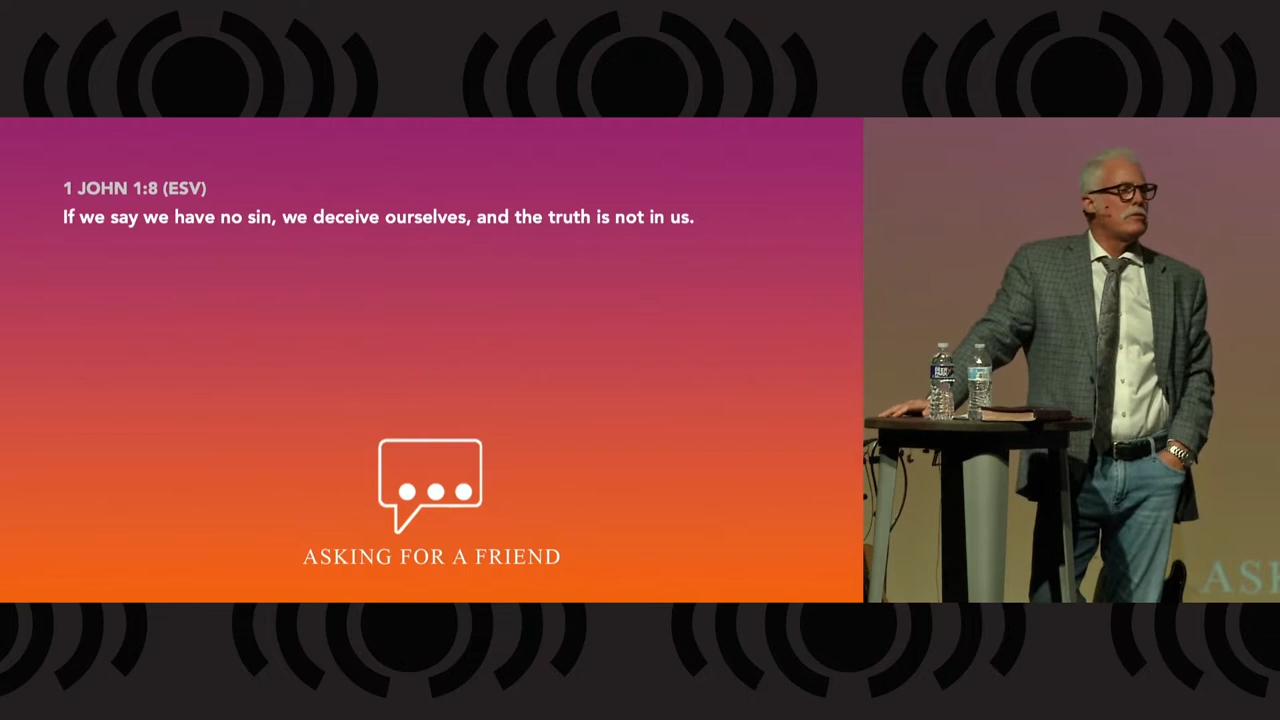 1 JOHN 1:8 (ESV)
If we say we have no sin, we deceive ourselves, and the truth is not in us.
ASKING FOR A FRIEND